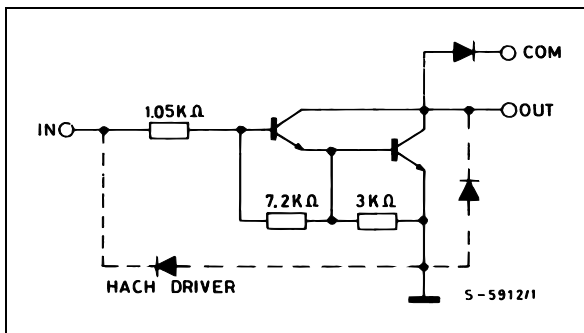 COM
1.05KΩ
OUT
IN
7.2KΩ
3KΩ
HACH DRIVER
S-5912/1